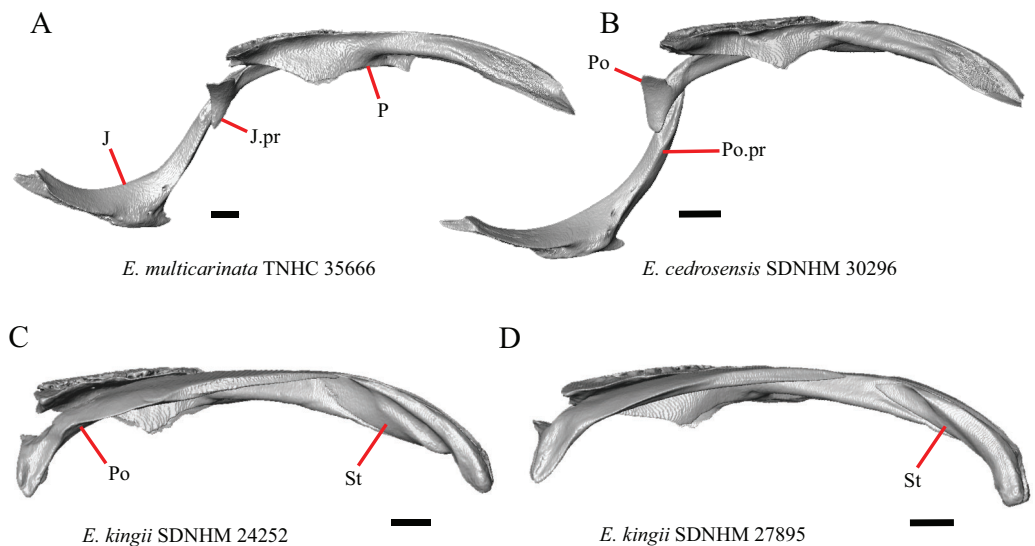 A
B
Po
P
J
J.pr
Po.pr
E. multicarinata TNHC 35666
E. cedrosensis SDNHM 30296
C
D
Po
St
St
E. kingii SDNHM 24252
E. kingii SDNHM 27895